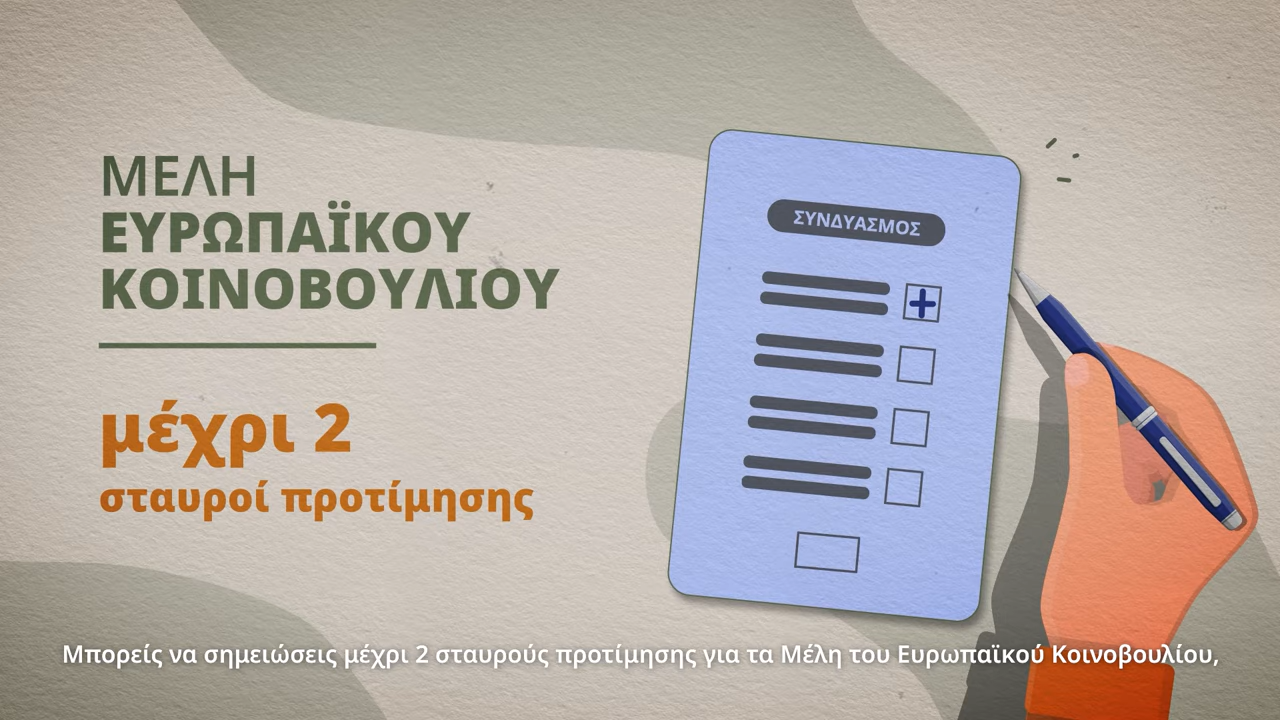 ΜΕΛΗ
ΕΥΡΩΠΑΪΚΟΥ
ΚΟΙΝΟΒΟΥΛΙΟΥ
μέχρι 2
σταυροί προτίμησης
ΣΥΝΔΥΑΣΜΟΣ
Μπορείς να σημειώσεις μέχρι 2 σταυρούς προτίμησης για τα Μέλη του Ευρωπαϊκού Κοινοβουλίου,